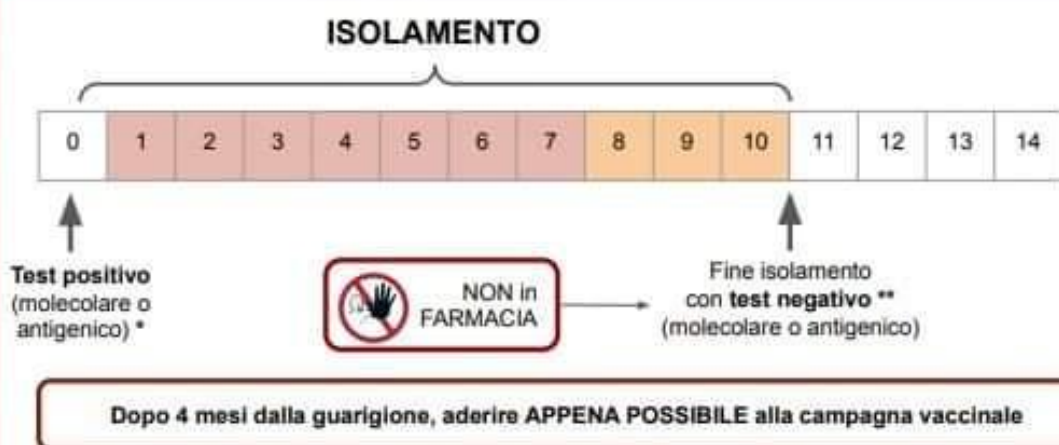 ISOLAMENTO
0 1 2 3 4 5 6 7 8 9 10 11 12 13 14
Test positivo
(molecolare o
antigenico) *
NON in
FARMACIA
Fine isolamento
con test negativo **
(molecolare o antigenico)
Dopo 4 mesi dalla guarigione, aderire APPENA POSSIBILE alla campagna vaccinale